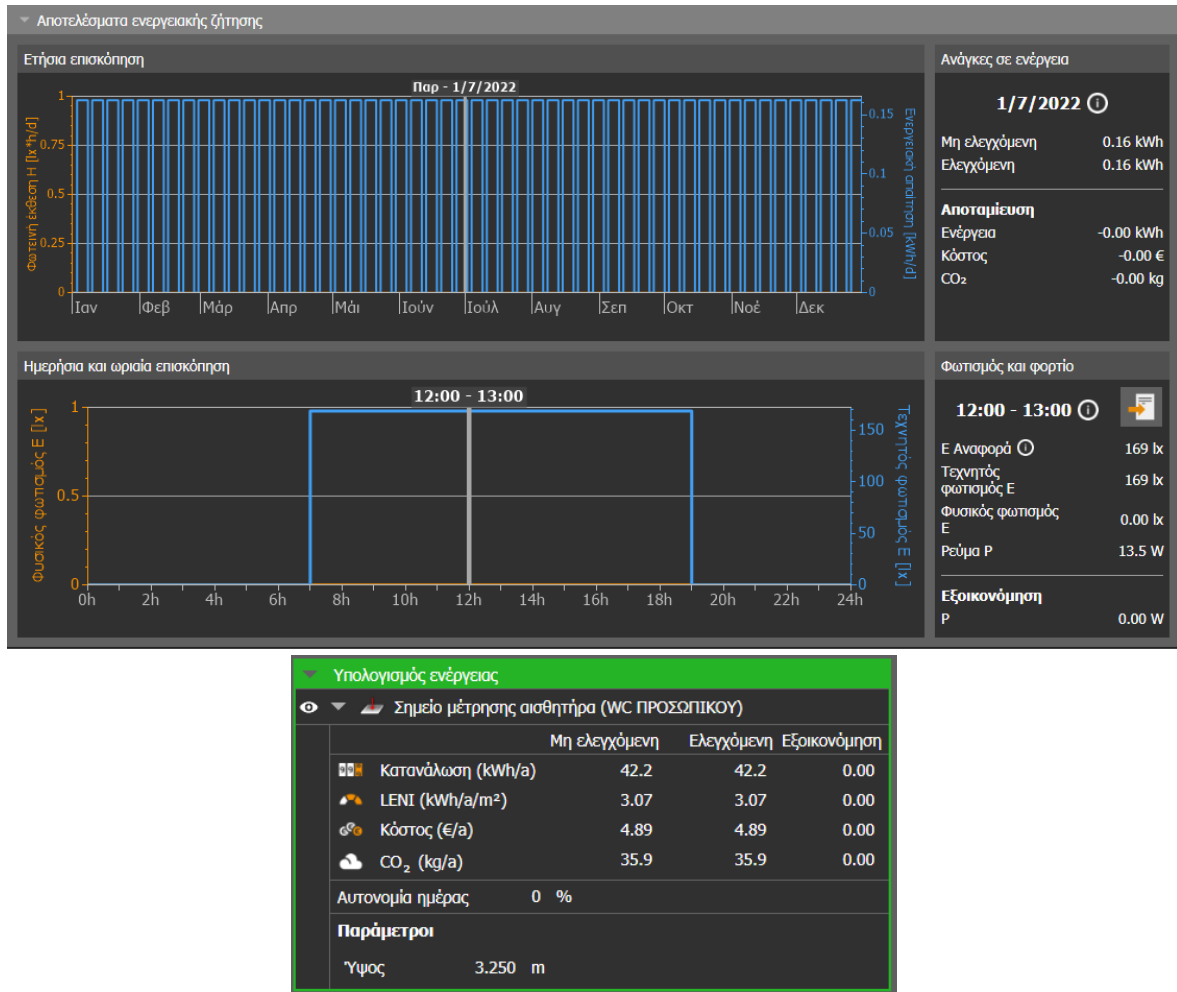 Αποτελέσματα ενεργειακής ζήτησης
Ετήσια επισκόπηση
Παρ - 1/7/2022
Φωτεινή έκθεση H [lx*h/d]
1
0.75
0.5
0.25
0
Ενεργειακή απαίτηση [kWh/d]
0.15
0.1
0.05
0
Ιαν Φεβ Μάρ Απρ Μάι Ιούν Ιούλ Αυγ Σεπ Οκτ Νοέ Δεκ
Ανάγκες σε ενέργεια
1/7/2022
Μη ελεγχόμενη 0.16 kWh
Ελεγχόμενη 0.16 kWh
Αποταμίευση
Ενέργεια -0.00 kWh
Κόστος -0.00 €
CO₂ -0.00 kg
Ημερήσια και ωριαία επισκόπηση
12:00 - 13:00
Φυσικός φωτισμός E [lx]
1
0.5
0
Τεχνητός φωτισμός E [lx]
150
100
50
0
0h 2h 4h 6h 8h 10h 12h 14h 16h 18h 20h 22h 24h
Φωτισμός και φορτίο
12:00 - 13:00
E Αναφορά 169 lx
Τεχνητός
φωτισμός E 169 lx
Φυσικός φωτισμός
E 0.00 lx
Ρεύμα P 13.5 W
Εξοικονόμηση
P 0.00 W
Υπολογισμός ενέργειας
Σημείο μέτρησης αισθητήρα (WC ΠΡΟΣΩΠΙΚΟΥ)
Μη ελεγχόμενη Ελεγχόμενη Εξοικονόμηση
Κατανάλωση (kWh/a) 42.2 42.2 0.00
LENI (kWh/a/m²) 3.07 3.07 0.00
Κόστος (€/a) 4.89 4.89 0.00
CO₂ (kg/a) 35.9 35.9 0.00
Αυτονομία ημέρας 0 %
Παράμετροι
Ύψος 3.250 m